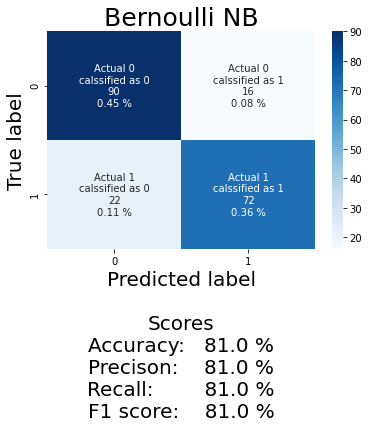 Bernoulli NB
True label
0
1
Actual 0
calssified as 0
90
0.45 %
Actual 0
calssified as 1
16
0.08 %
Actual 1
calssified as 0
22
0.11 %
Actual 1
calssified as 1
72
0.36 %
0
1
Predicted label
90
80
70
60
50
40
30
20
Scores
Accuracy: 81.0 %
Precison: 81.0 %
Recall: 81.0 %
F1 score: 81.0 %